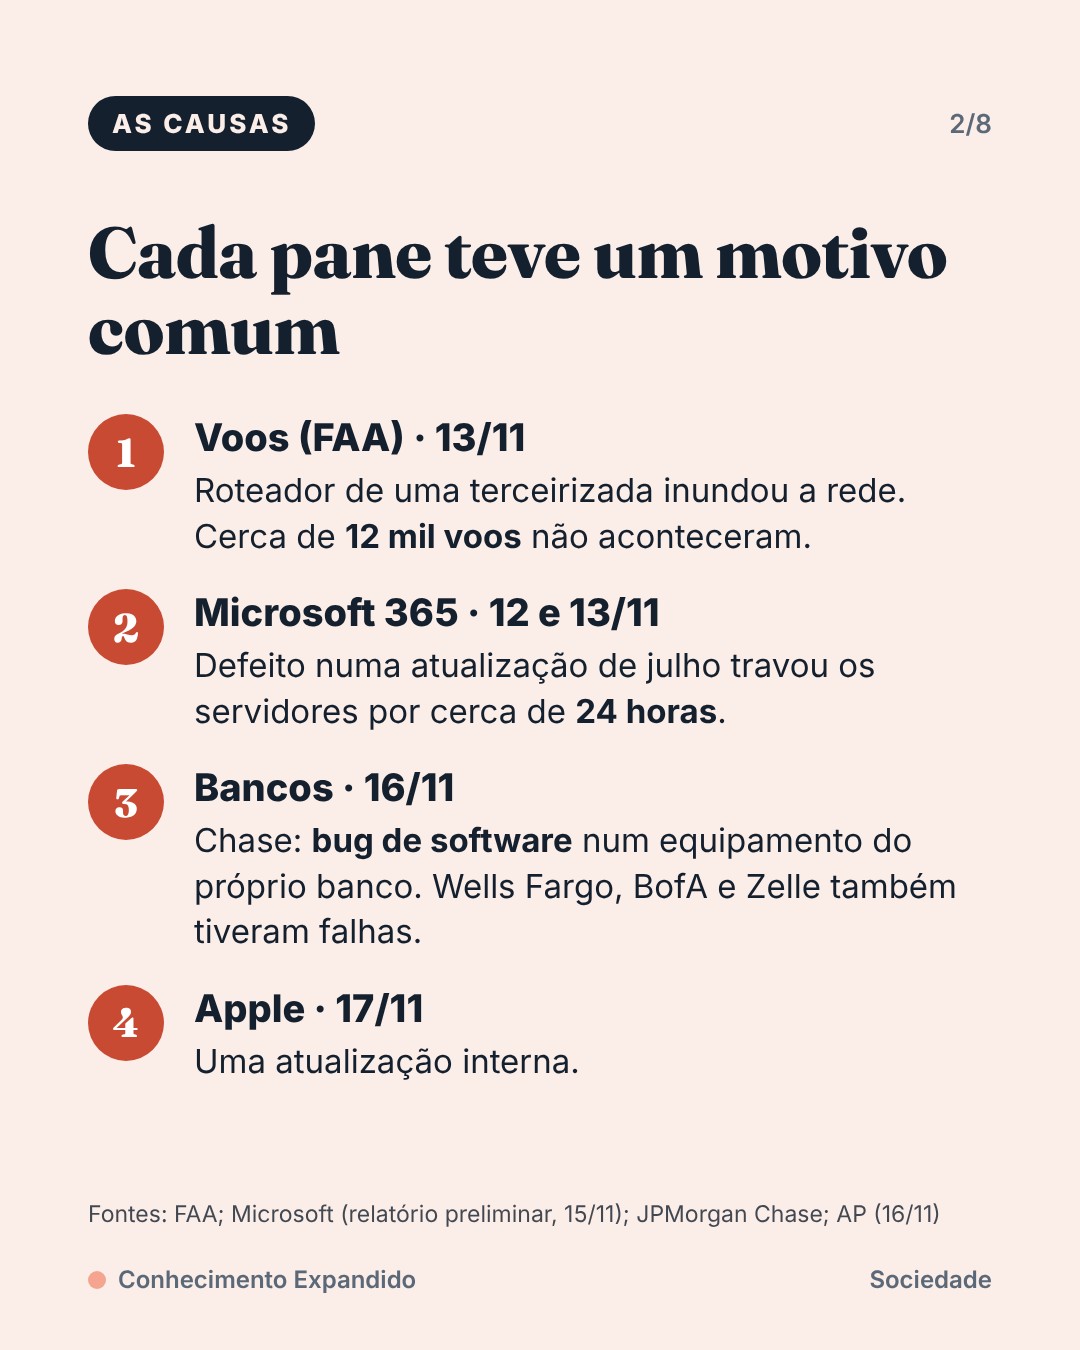 AS CAUSAS
2/8
Cada pane teve um motivo
comum
1
Voos (FAA) · 13/11
Roteador de uma terceirizada inundou a rede.
Cerca de 12 mil voos não aconteceram.
2
Microsoft 365 · 12 e 13/11
Defeito numa atualização de julho travou os
servidores por cerca de 24 horas.
3
Bancos · 16/11
Chase: bug de software num equipamento do
próprio banco. Wells Fargo, BofA e Zelle também
tiveram falhas.
4
Apple · 17/11
Uma atualização interna.
Fontes: FAA; Microsoft (relatório preliminar, 15/11); JPMorgan Chase; AP (16/11)
Conhecimento Expandido
Sociedade